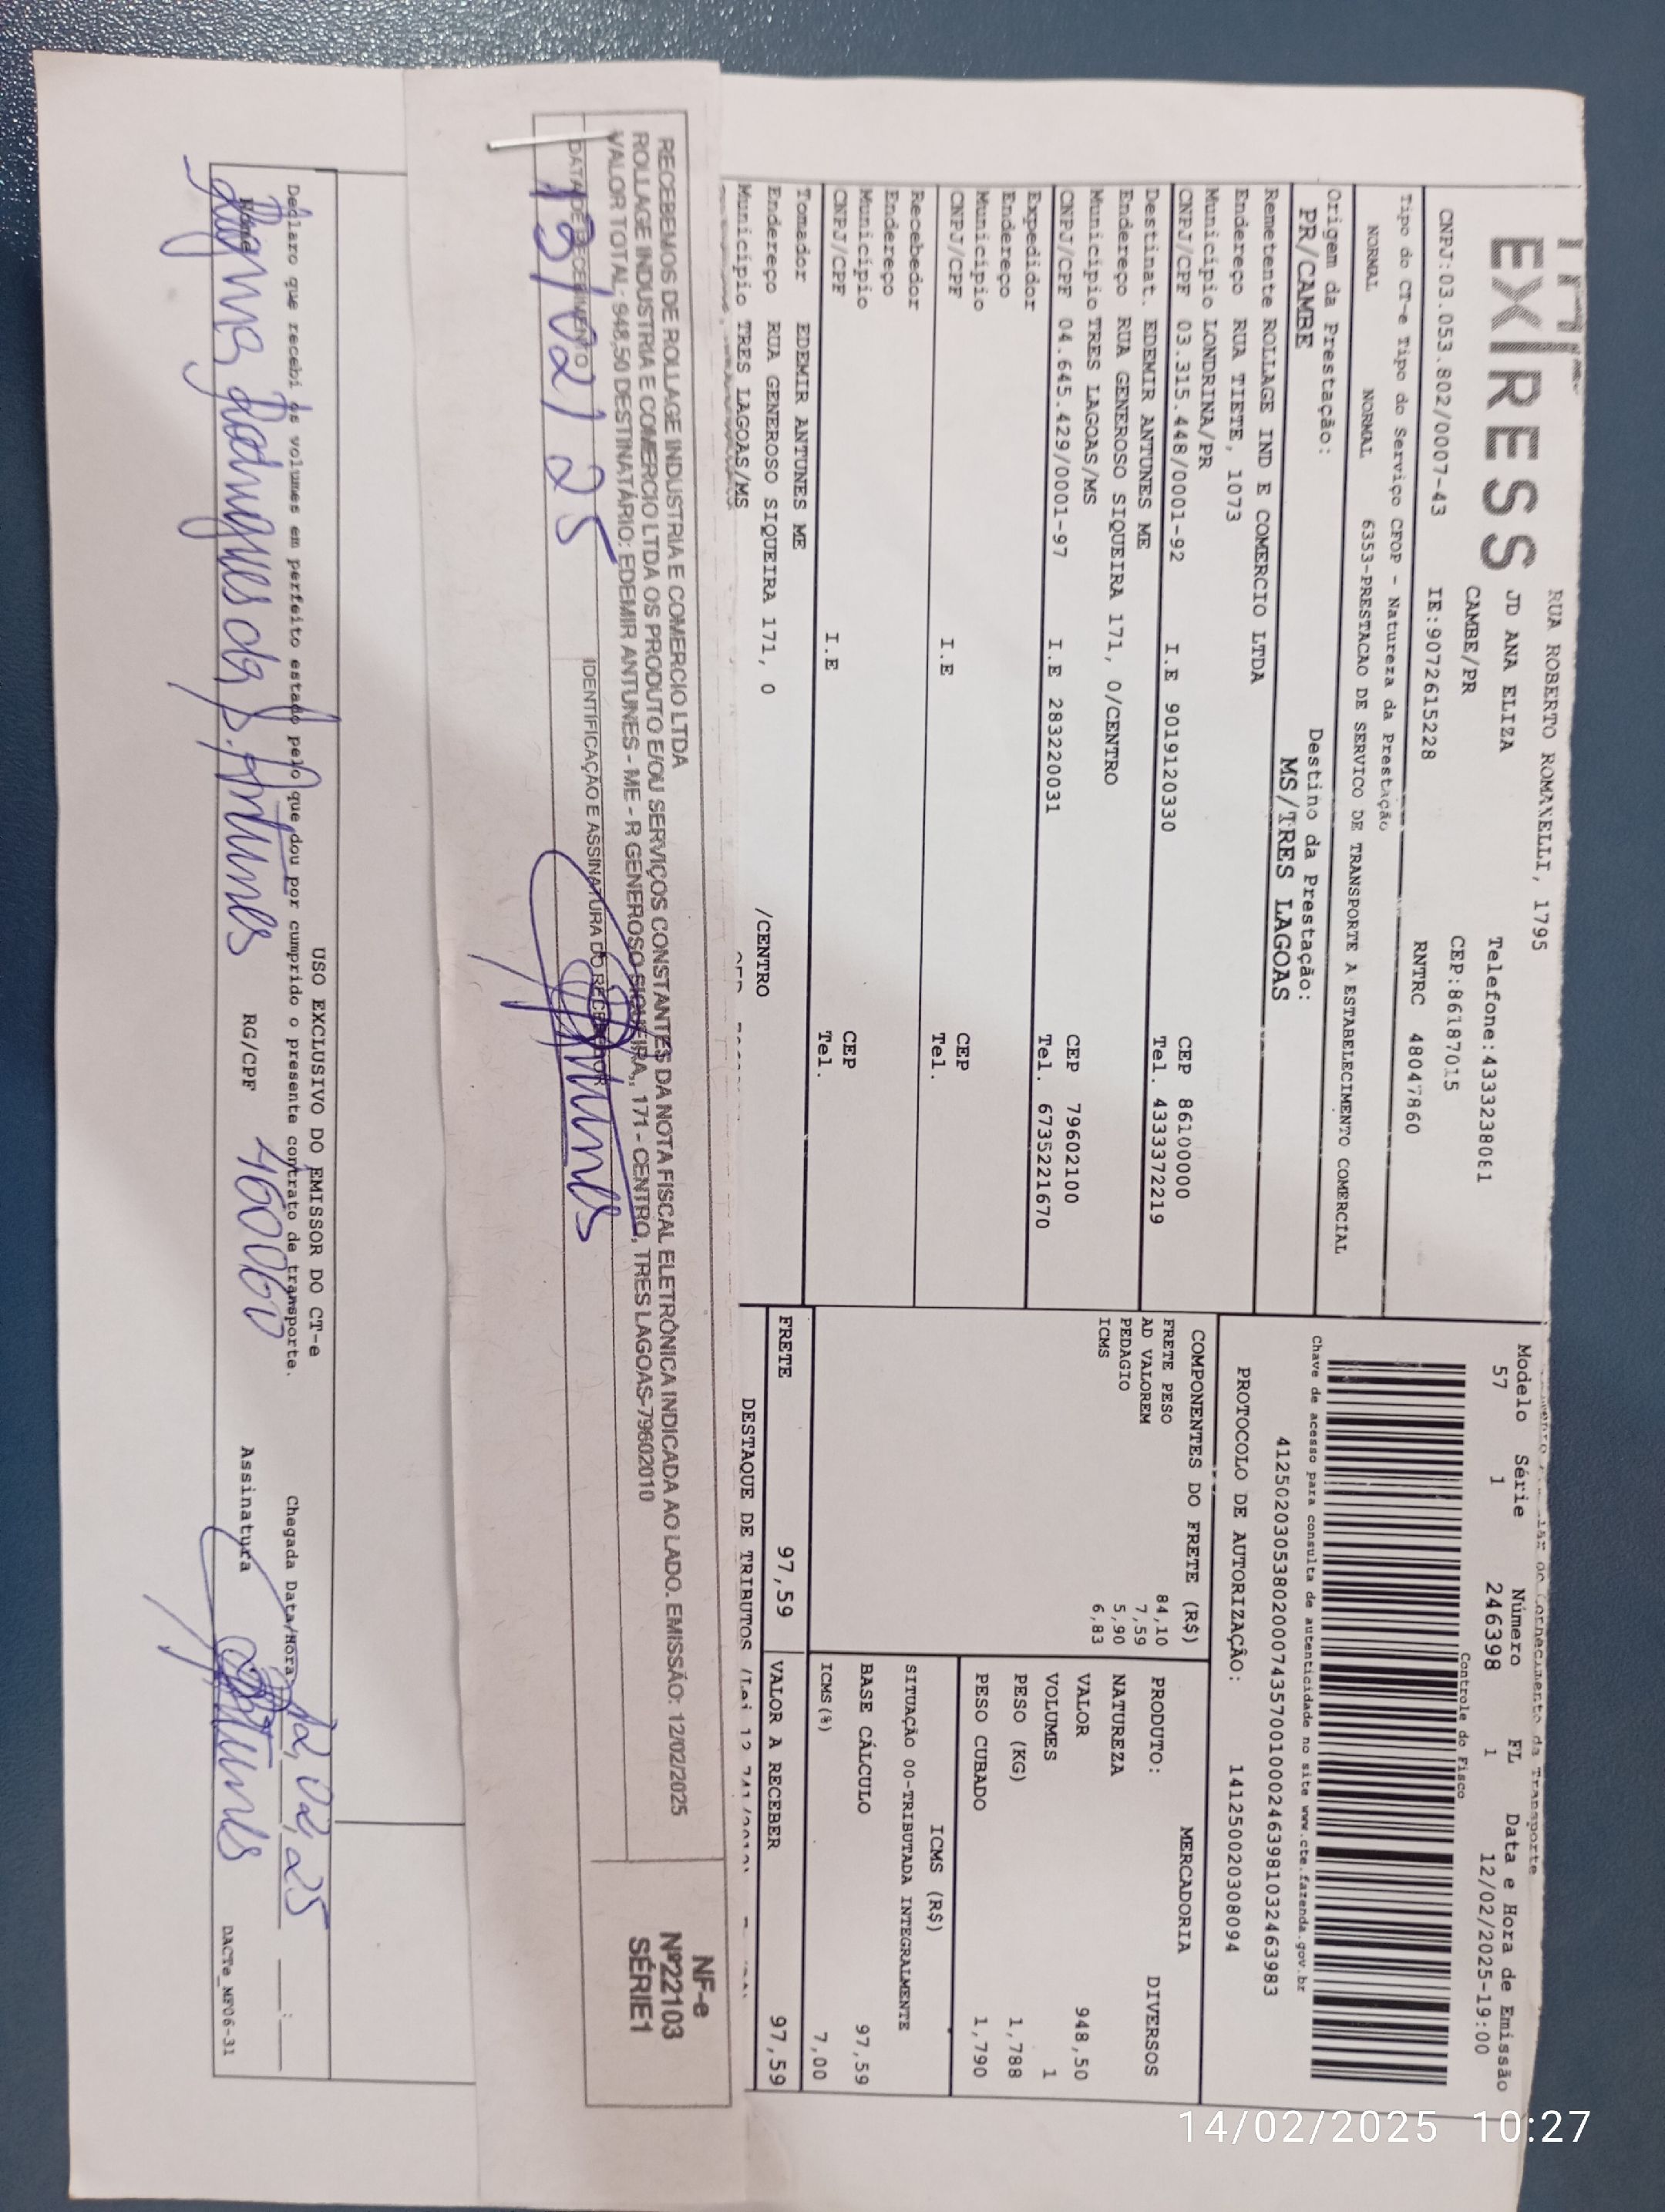 EXPRESS
RUA ROBERTO ROMANELLI, 1795
JD ANA ELIZA
Telefone:4333238081
CAMBE/PR
CEP:86187015
CNPJ:03.053.802/0007-43 IE:9072615228 RNTRC 48047860
Modelo Série Número FL Data e Hora de Emissão
57 1 246398 1 12/02/2025-19:00
Controle do Fisco
Tipo do CT-e Tipo do Serviço CFOP - Natureza da Prestação
NORMAL NORMAL 6353-PRESTACAO DE SERVICO DE TRANSPORTE A ESTABELECIMENTO COMERCIAL
Chave de acesso para consulta de autenticidade no site www.cte.fazenda.gov.br
41250203053802000743570010002463981032463983
Origem da Prestação: Destino da Prestação:
PR/CAMBE MS/TRES LAGOAS
PROTOCOLO DE AUTORIZAÇÃO: 141250020308094
Remetente ROLLAGE IND E COMERCIO LTDA
Endereço RUA TIETE, 1073
Município LONDRINA/PR CEP 86100000
CNPJ/CPF 03.315.448/0001-92 I.E 9019120330 Tel. 4333372219
Destinat. EDEMIR ANTUNES ME
Endereço RUA GENEROSO SIQUEIRA 171, 0/CENTRO
Município TRES LAGOAS/MS CEP 79602100
CNPJ/CPF 04.645.429/0001-97 I.E 283220031 Tel. 6735221670
Expedidor
Endereço
Município CEP
CNPJ/CPF I.E Tel.
Recebedor
Endereço
Município CEP
CNPJ/CPF I.E Tel.
Tomador EDEMIR ANTUNES ME
Endereço RUA GENEROSO SIQUEIRA 171, 0 /CENTRO
Município TRES LAGOAS/MS
COMPONENTES DO FRETE (R$)
FRETE PESO 84,10
AD VALOREM 7,59
PEDAGIO 5,90
ICMS 6,83
MERCADORIA
PRODUTO: DIVERSOS
NATUREZA
VALOR 948,50
VOLUMES 1
PESO (KG) 1,788
PESO CUBADO 1,790
ICMS (R$)
SITUAÇÃO 00-TRIBUTADA INTEGRALMENTE
BASE CÁLCULO 97,59
ICMS(%) 7,00
FRETE 97,59 VALOR A RECEBER 97,59
DESTAQUE DE TRIBUTOS
RECEBEMOS DE ROLLAGE INDUSTRIA E COMERCIO LTDA
ROLLAGE INDUSTRIA E COMERCIO LTDA OS PRODUTO E/OU SERVIÇOS CONSTANTES DA NOTA FISCAL ELETRÔNICA INDICADA AO LADO. EMISSÃO: 12/02/2025
VALOR TOTAL: 948,50 DESTINATÁRIO: EDEMIR ANTUNES - ME - R GENEROSO SIQUEIRA,, 171 - CENTRO, TRES LAGOAS-79602010
DATA DE RECEBIMENTO IDENTIFICAÇÃO E ASSINATURA DO RECEBEDOR
13/02/25 Antunes
NF-e
Nº22103
SÉRIE1
USO EXCLUSIVO DO EMISSOR DO CT-e
Declaro que recebi os volumes em perfeito estado pelo que dou por cumprido o presente contrato de transporte. Chegada Data/Hora 12,02,25
Nome Rodrigues da S. Antunes RG/CPF 460060 Assinatura Antunes
DACTe_MF06-31
14/02/2025 10:27